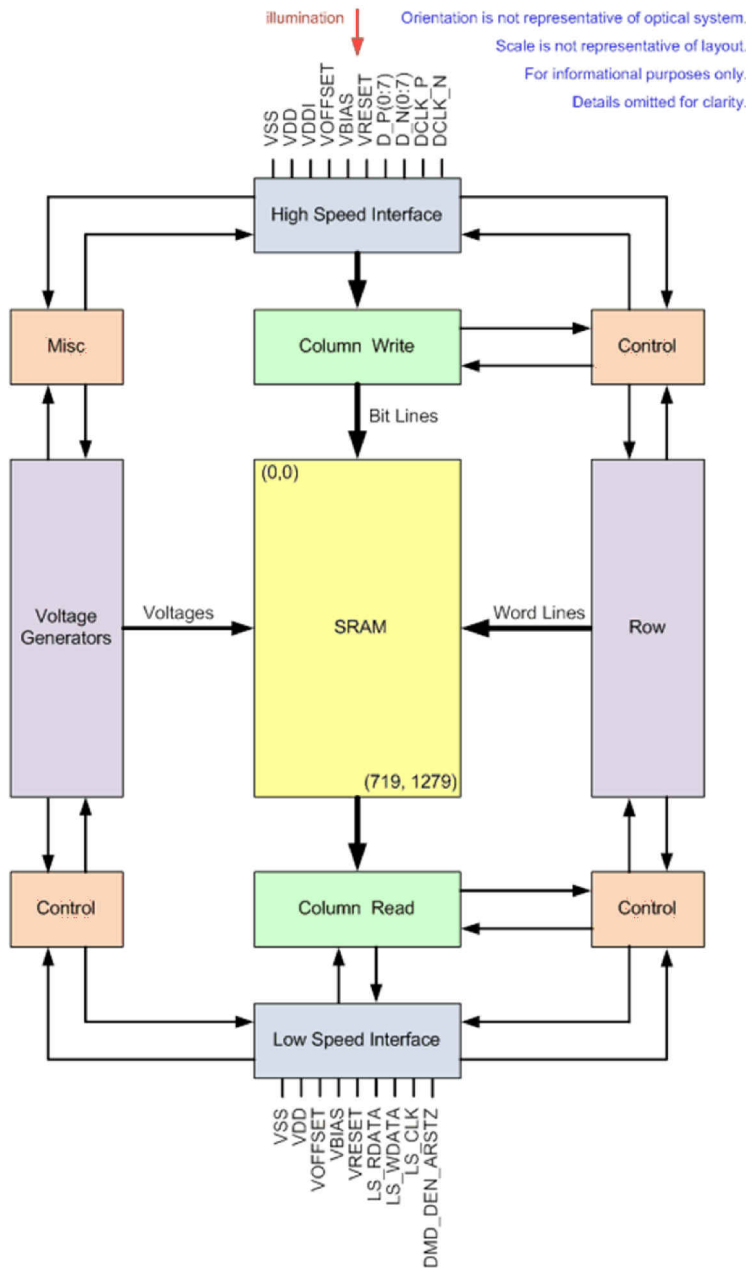 illumination
Orientation is not representative of optical system.
Scale is not representative of layout.
For informational purposes only.
Details omitted for clarity.
VSS
VDD
VDDI
VOFFSET
VBIAS
VRESET
D_P(0:7)
D_N(0:7)
DCLK_P
DCLK_N
High Speed Interface
Misc
Column Write
Control
Bit Lines
(0,0)
Voltage
Generators
Voltages
SRAM
Word Lines
Row
(719, 1279)
Control
Column Read
Control
Low Speed Interface
VSS
VDD
VOFFSET
VBIAS
VRESET
LS_RDATA
LS_WDATA
LS_CLK
DMD_DEN_ARSTZ